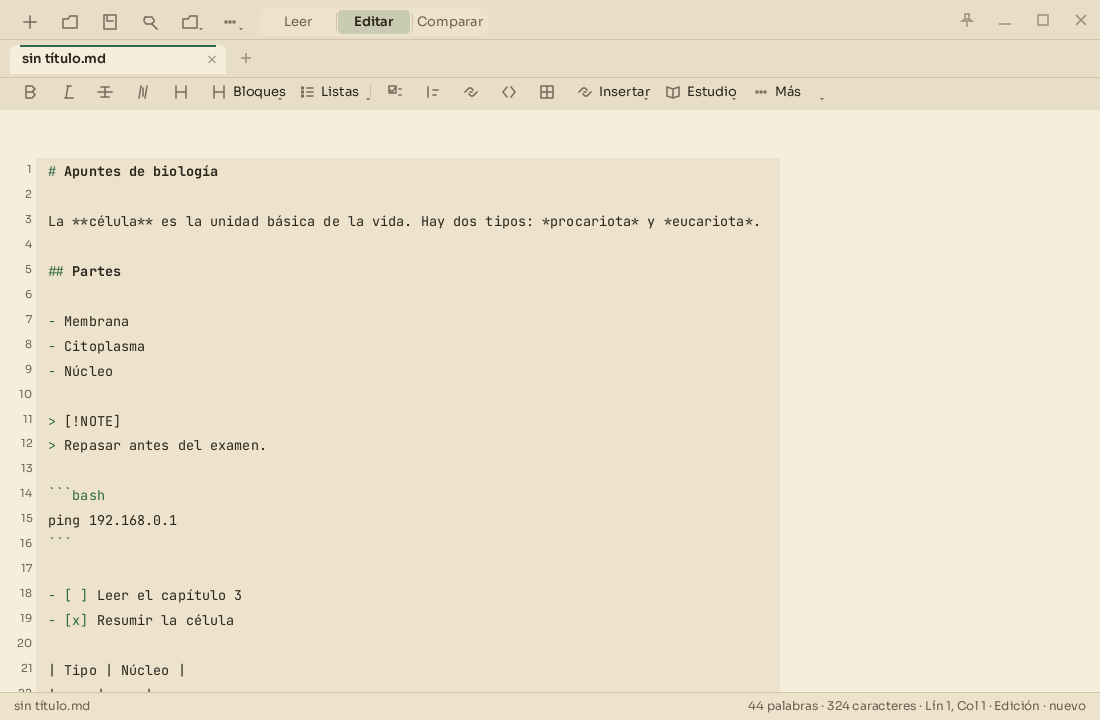 Leer Editar Comparar
sin título.md
Bloques Listas Insertar Estudio Más
1 # Apuntes de biología
2
3 La **célula** es la unidad básica de la vida. Hay dos tipos: *procariota* y *eucariota*.
4
5 ## Partes
6
7 - Membrana
8 - Citoplasma
9 - Núcleo
10
11 > [!NOTE]
12 > Repasar antes del examen.
13
14 ```bash
15 ping 192.168.0.1
16 ```
17
18 - [ ] Leer el capítulo 3
19 - [x] Resumir la célula
20
21 | Tipo | Núcleo |
sin título.md 44 palabras · 324 caracteres · Lín 1, Col 1 · Edición · nuevo